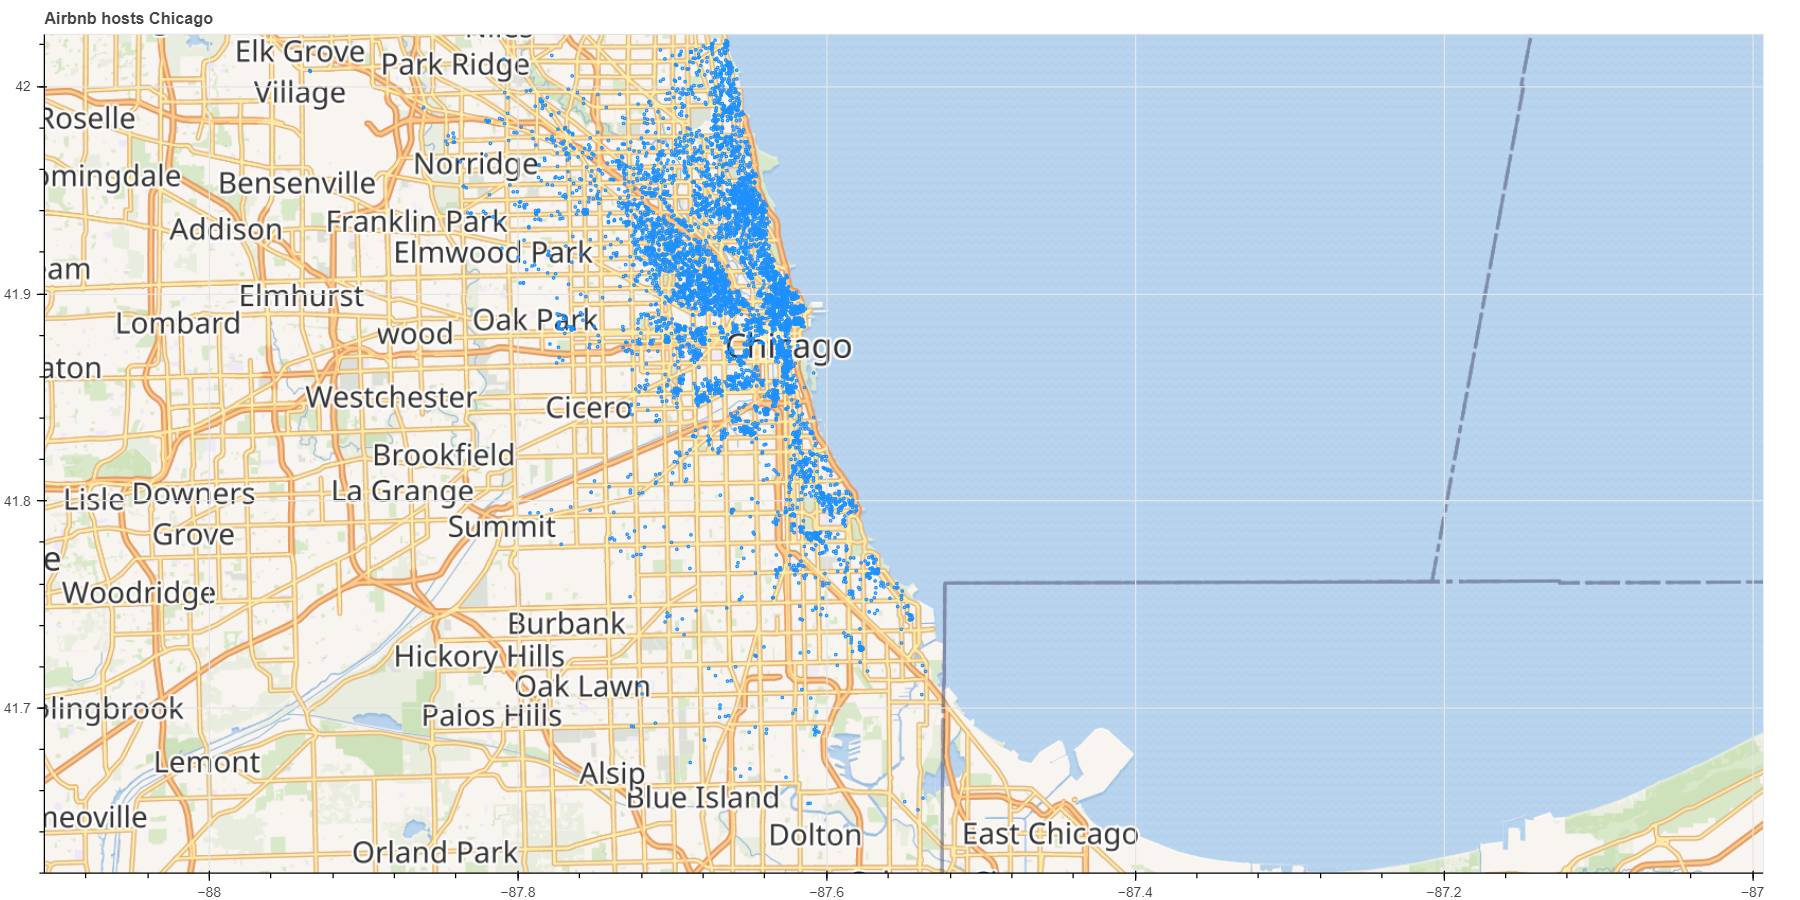 Airbnb hosts Chicago
Niles
Elk Grove
Village
Park Ridge
Roselle
Norridge
omingdale
Bensenville
Addison
Franklin Park
Elmwood Park
am
Elmhurst
Lombard
wood
Oak Park
Chicago
aton
Westchester
Cicero
Brookfield
La Grange
Lisle
Downers
Grove
Summit
e
Woodridge
Burbank
Hickory Hills
Oak Lawn
olingbrook
Palos Hills
Lemont
Alsip
Blue Island
neoville
Dolton
East Chicago
Orland Park
42
41.9
41.8
41.7
−88
−87.8
−87.6
−87.4
−87.2
−87